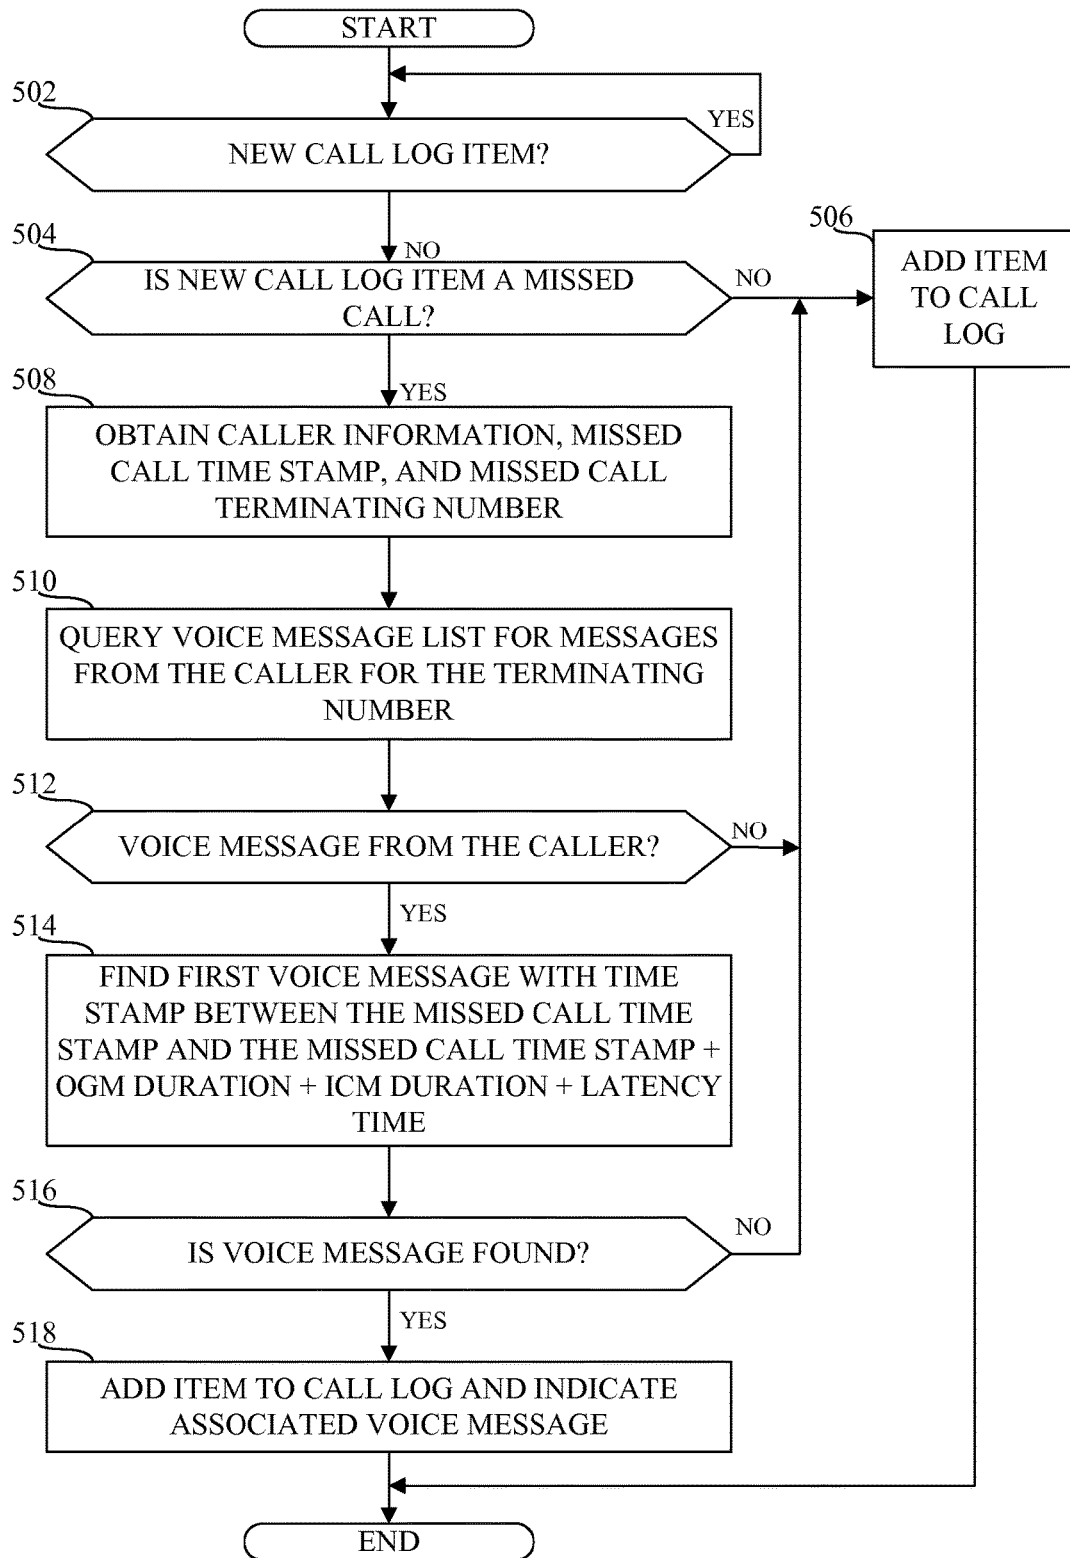 START
502
YES
NEW CALL LOG ITEM?
504
NO
506
IS NEW CALL LOG ITEM A MISSED
CALL?
NO
ADD ITEM
TO CALL
LOG
508
YES
OBTAIN CALLER INFORMATION, MISSED
CALL TIME STAMP, AND MISSED CALL
TERMINATING NUMBER
510
QUERY VOICE MESSAGE LIST FOR MESSAGES
FROM THE CALLER FOR THE TERMINATING
NUMBER
512
VOICE MESSAGE FROM THE CALLER?
NO
YES
514
FIND FIRST VOICE MESSAGE WITH TIME
STAMP BETWEEN THE MISSED CALL TIME
STAMP AND THE MISSED CALL TIME STAMP +
OGM DURATION + ICM DURATION + LATENCY
TIME
516
IS VOICE MESSAGE FOUND?
NO
YES
518
ADD ITEM TO CALL LOG AND INDICATE
ASSOCIATED VOICE MESSAGE
END